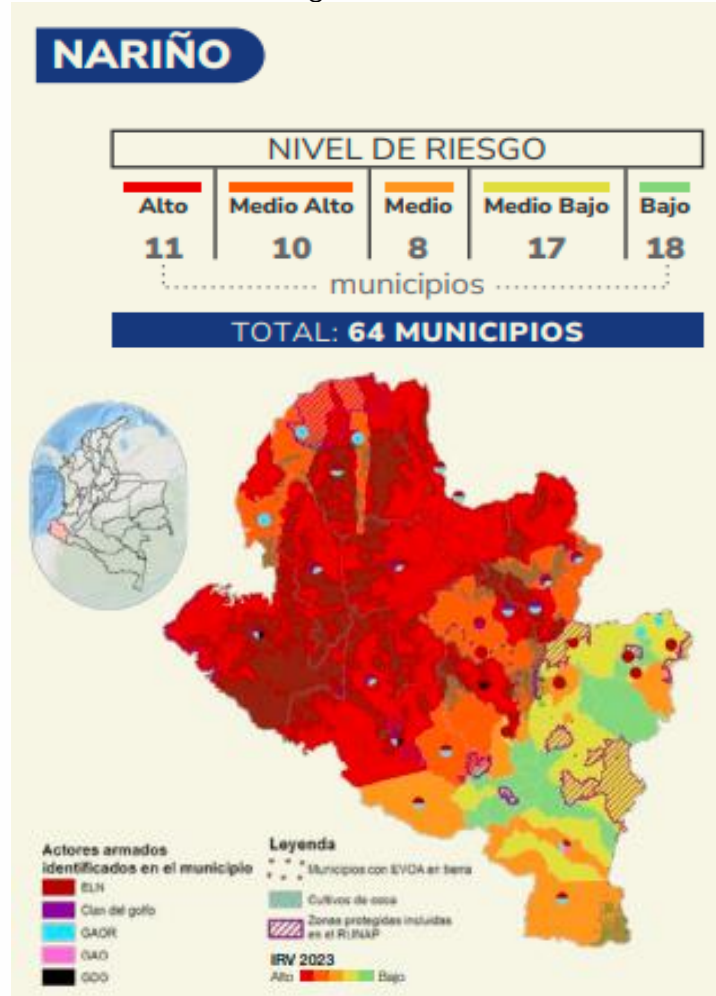 NARIÑO
NIVEL DE RIESGO
Alto Medio Alto Medio Medio Bajo Bajo
11 10 8 17 18
municipios
TOTAL: 64 MUNICIPIOS
Actores armados
identificados en el municipio
ELN
Clan del golfo
GAOR
GAO
GDO
Leyenda
Municipios con EVOA en tierra
Cultivos de coca
Zonas protegidas incluidas
en el RUNAP
IRV 2023
Alto Bajo